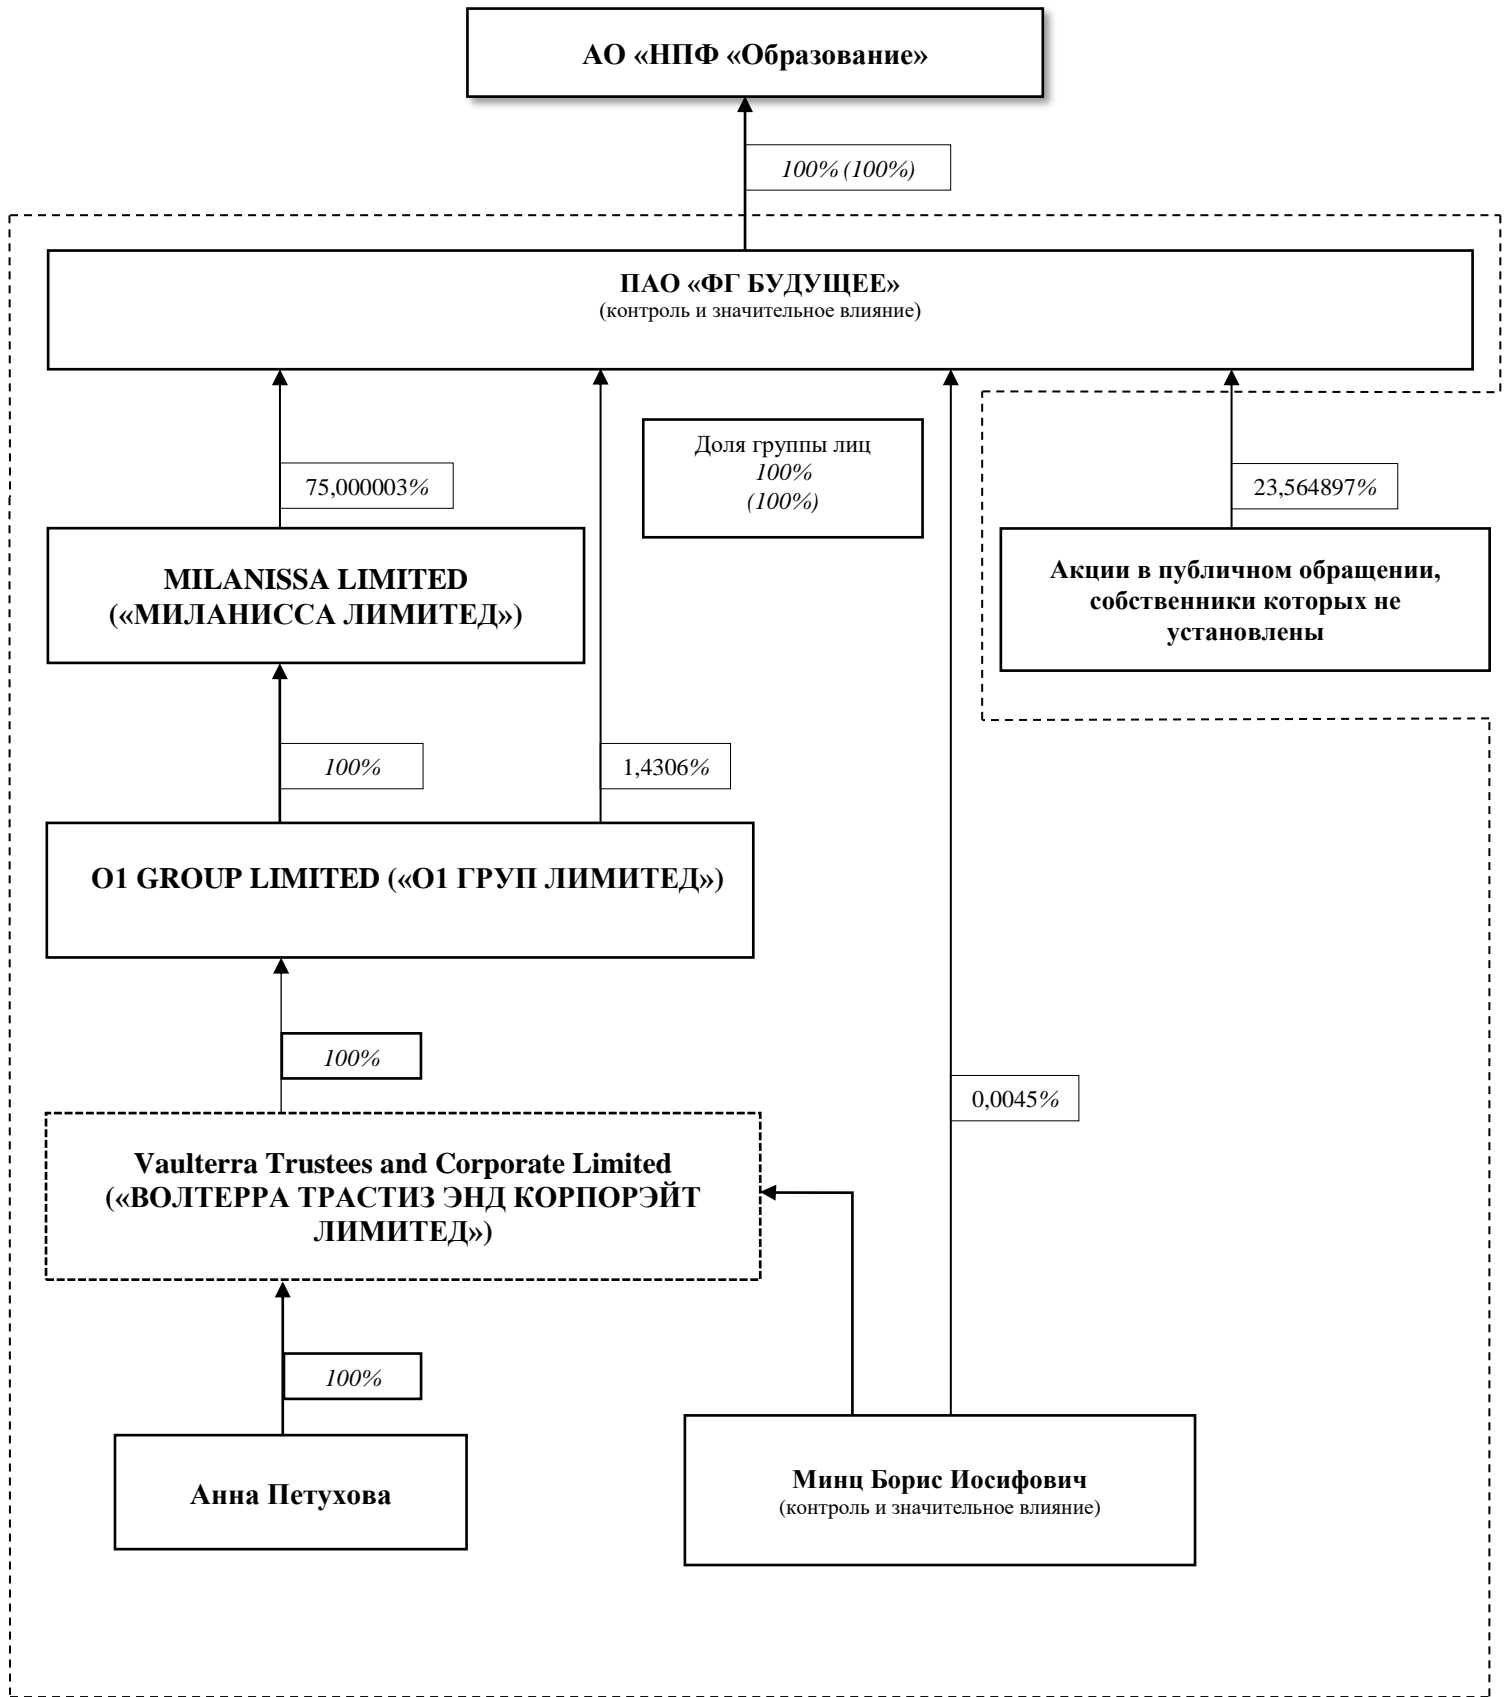 АО «НПФ «Образование»
100% (100%)
ПАО «ФГ БУДУЩЕЕ»
(контроль и значительное влияние)
Доля группы лиц
100%
(100%)
75,000003%
23,564897%
MILANISSA LIMITED
(«МИЛАНИССА ЛИМИТЕД»)
Акции в публичном обращении,
собственники которых не
установлены
100%
1,4306%
O1 GROUP LIMITED («О1 ГРУП ЛИМИТЕД»)
100%
0,0045%
Vaulterra Trustees and Corporate Limited
(«ВОЛТЕРРА ТРАСТИЗ ЭНД КОРПОРЭЙТ
ЛИМИТЕД»)
100%
Анна Петухова
Минц Борис Иосифович
(контроль и значительное влияние)